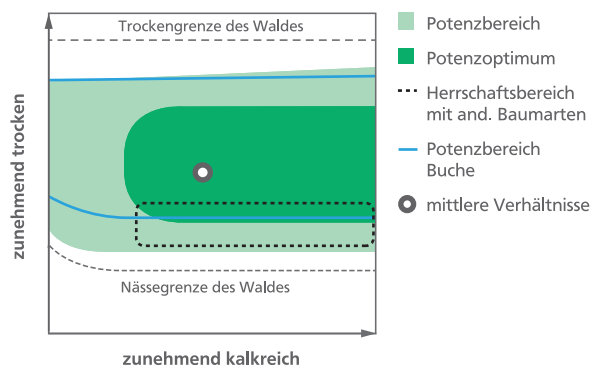 Trockengrenze des Waldes
Nässegrenze des Waldes
zunehmend trocken
zunehmend kalkreich
Potenzbereich
Potenzoptimum
Herrschaftsbereich
mit and. Baumarten
Potenzbereich
Buche
mittlere Verhältnisse